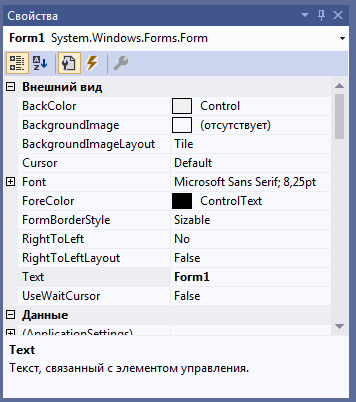 Свойства
Form1 System.Windows.Forms.Form
Внешний вид
BackColor Control
BackgroundImage (отсутствует)
BackgroundImageLayout Tile
Cursor Default
Font Microsoft Sans Serif; 8,25pt
ForeColor ControlText
FormBorderStyle Sizable
RightToLeft No
RightToLeftLayout False
Text Form1
UseWaitCursor False
Данные
(ApplicationSettings)
Text
Текст, связанный с элементом управления.